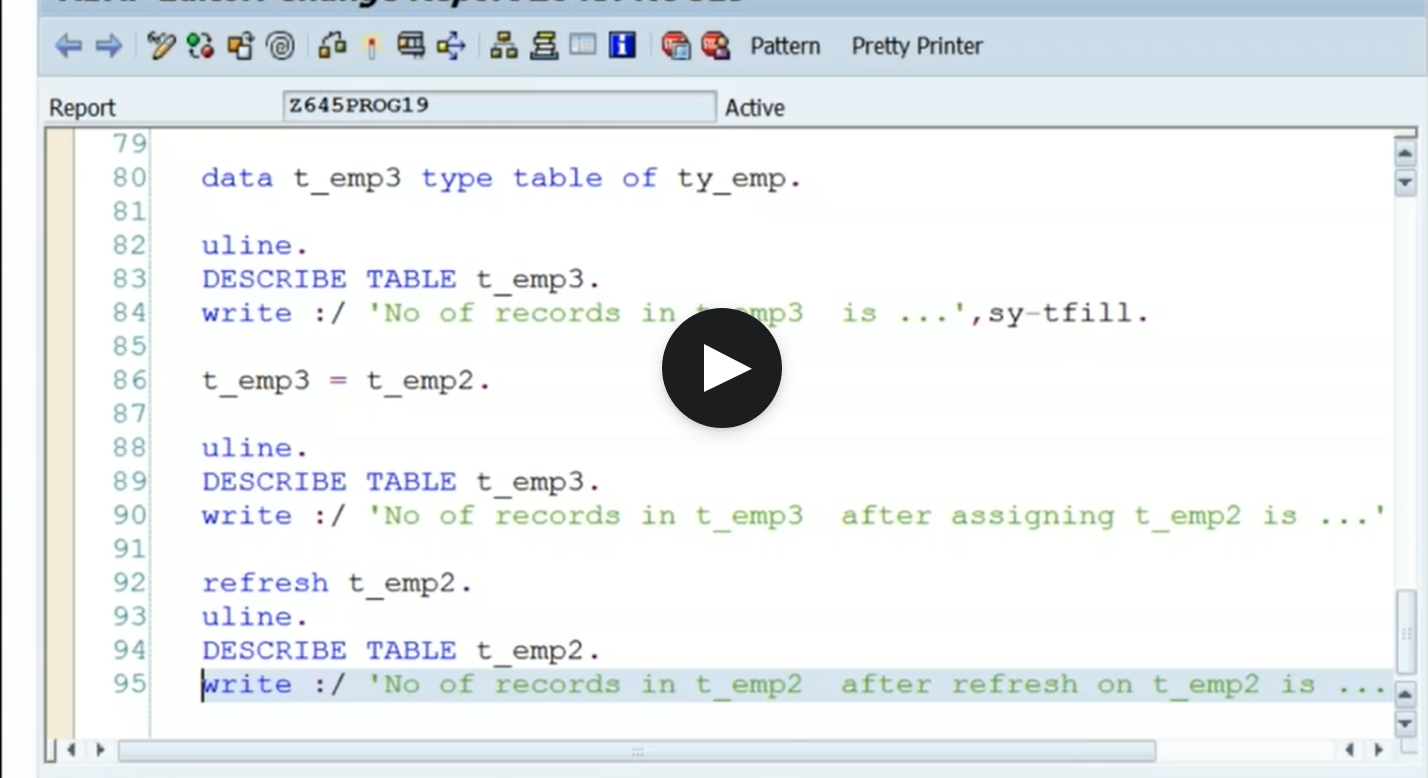 Pattern Pretty Printer
Report Z645PROG19 Active
79
80 data t_emp3 type table of ty_emp.
81
82 uline.
83 DESCRIBE TABLE t_emp3.
84 write :/ 'No of records in t_emp3  is ...',sy-tfill.
85
86 t_emp3 = t_emp2.
87
88 uline.
89 DESCRIBE TABLE t_emp3.
90 write :/ 'No of records in t_emp3  after assigning t_emp2 is ...'
91
92 refresh t_emp2.
93 uline.
94 DESCRIBE TABLE t_emp2.
95 write :/ 'No of records in t_emp2  after refresh on t_emp2 is ...